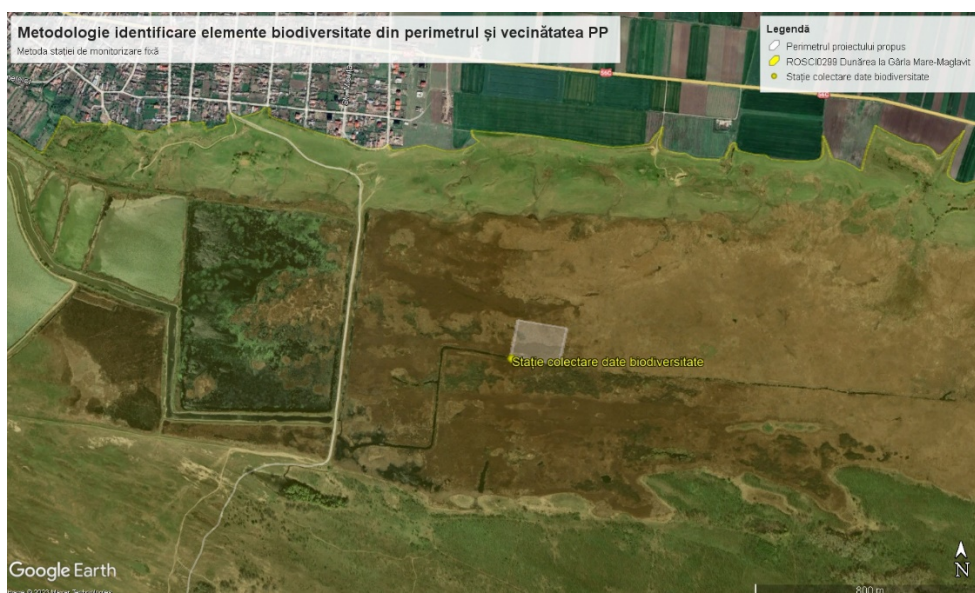 Metodologie identificare elemente biodiversitate din perimetrul și vecinătatea PP
Metoda stației de monitorizare fixă
Legendă
Perimetrul proiectului propus
ROSCI0299 Dunărea la Gârla Mare-Maglavit
Stație colectare date biodiversitate
Stație colectare date biodiversitate
Google Earth
N
800 m